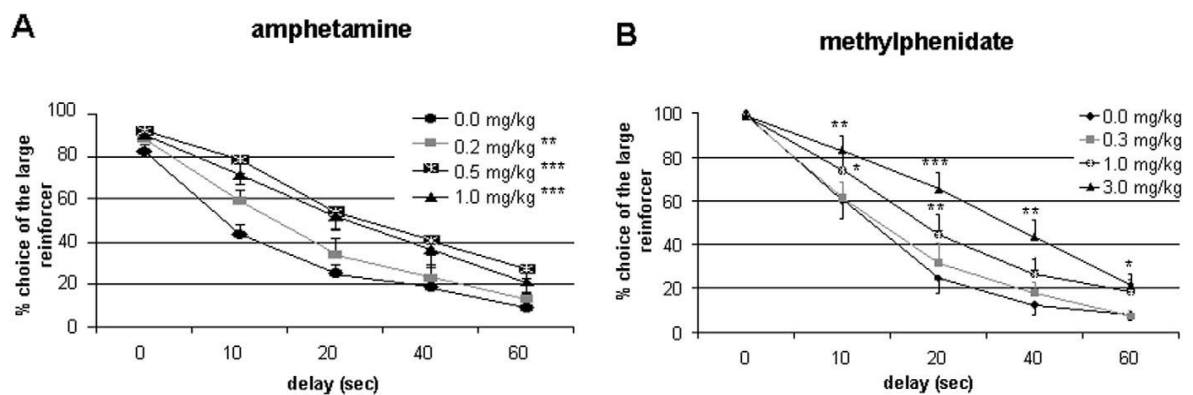 A
amphetamine
% choice of the large
reinforcer
100
80
60
40
20
0
0 10 20 40 60
delay (sec)
0.0 mg/kg
0.2 mg/kg **
0.5 mg/kg ***
1.0 mg/kg ***
B
methylphenidate
% choice of the large
reinforcer
100
80
60
40
20
0
0 10 20 40 60
delay (sec)
**
*
***
**
**
*
0.0 mg/kg
0.3 mg/kg
1.0 mg/kg
3.0 mg/kg